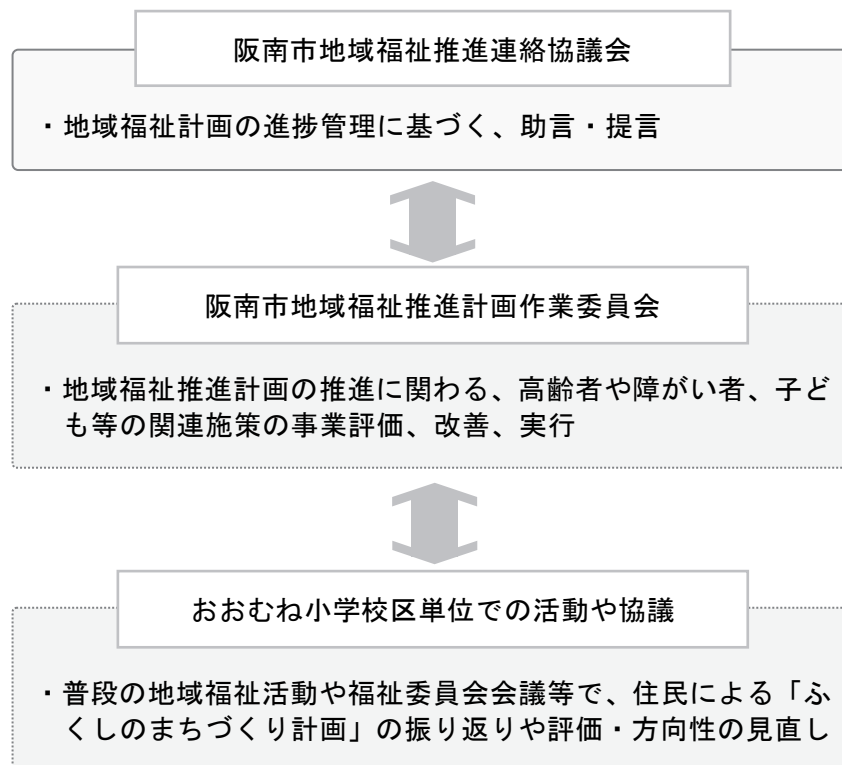 阪南市地域福祉推進連絡協議会
・地域福祉計画の進捗管理に基づく、助言・提言
阪南市地域福祉推進計画作業委員会
・地域福祉推進計画の推進に関わる、高齢者や障がい者、子ど
も等の関連施策の事業評価、改善、実行
おおむね小学校区単位での活動や協議
・普段の地域福祉活動や福祉委員会会議等で、住民による「ふ
くしのまちづくり計画」の振り返りや評価・方向性の見直し